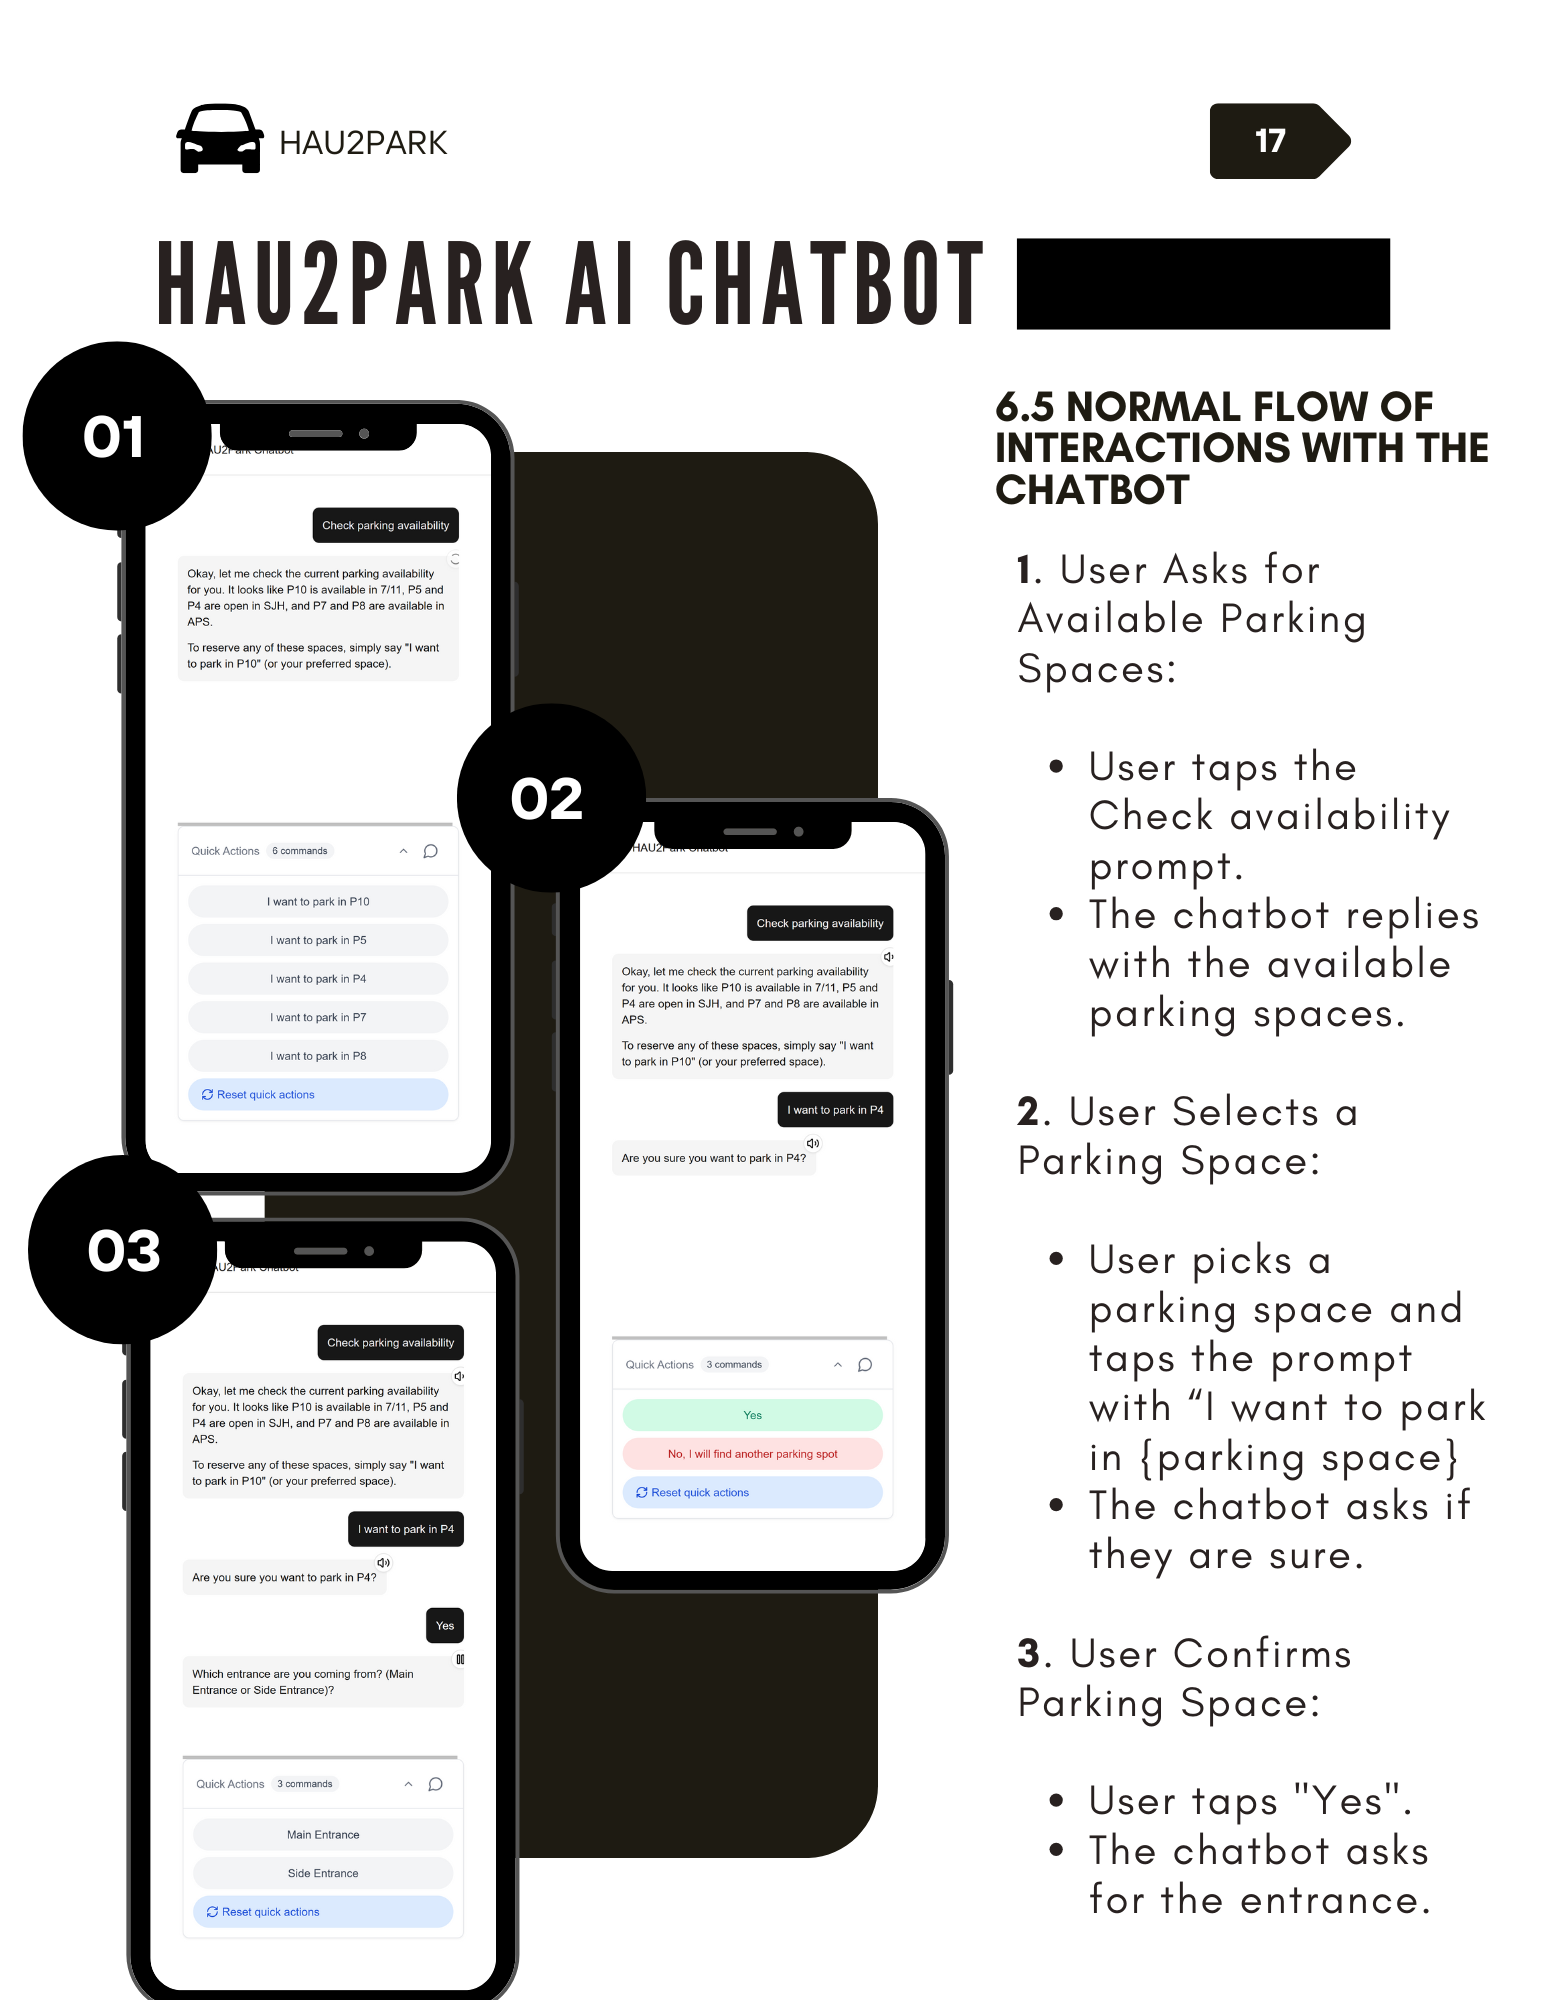 HAU2PARK
17
HAU2PARK AI CHATBOT
01
Check parking availability
Okay, let me check the current parking availability
for you. It looks like P10 is available in 7/11, P5 and
P4 are open in SJH, and P7 and P8 are available in
APS.
To reserve any of these spaces, simply say "I want
to park in P10" (or your preferred space).
Quick Actions 6 commands
I want to park in P10
I want to park in P5
I want to park in P4
I want to park in P7
I want to park in P8
Reset quick actions
02
HAU2Park Chatbot
Check parking availability
Okay, let me check the current parking availability
for you. It looks like P10 is available in 7/11, P5 and
P4 are open in SJH, and P7 and P8 are available in
APS.
To reserve any of these spaces, simply say "I want
to park in P10" (or your preferred space).
I want to park in P4
Are you sure you want to park in P4?
Quick Actions 3 commands
Yes
No, I will find another parking spot
Reset quick actions
03
Check parking availability
Okay, let me check the current parking availability
for you. It looks like P10 is available in 7/11, P5 and
P4 are open in SJH, and P7 and P8 are available in
APS.
To reserve any of these spaces, simply say "I want
to park in P10" (or your preferred space).
I want to park in P4
Are you sure you want to park in P4?
Yes
Which entrance are you coming from? (Main
Entrance or Side Entrance)?
Quick Actions 3 commands
Main Entrance
Side Entrance
Reset quick actions
6.5 NORMAL FLOW OF
INTERACTIONS WITH THE
CHATBOT
1. User Asks for
Available Parking
Spaces:
• User taps the
Check availability
prompt.
• The chatbot replies
with the available
parking spaces.
2. User Selects a
Parking Space:
• User picks a
parking space and
taps the prompt
with “I want to park
in {parking space}
• The chatbot asks if
they are sure.
3. User Confirms
Parking Space:
• User taps "Yes".
• The chatbot asks
for the entrance.